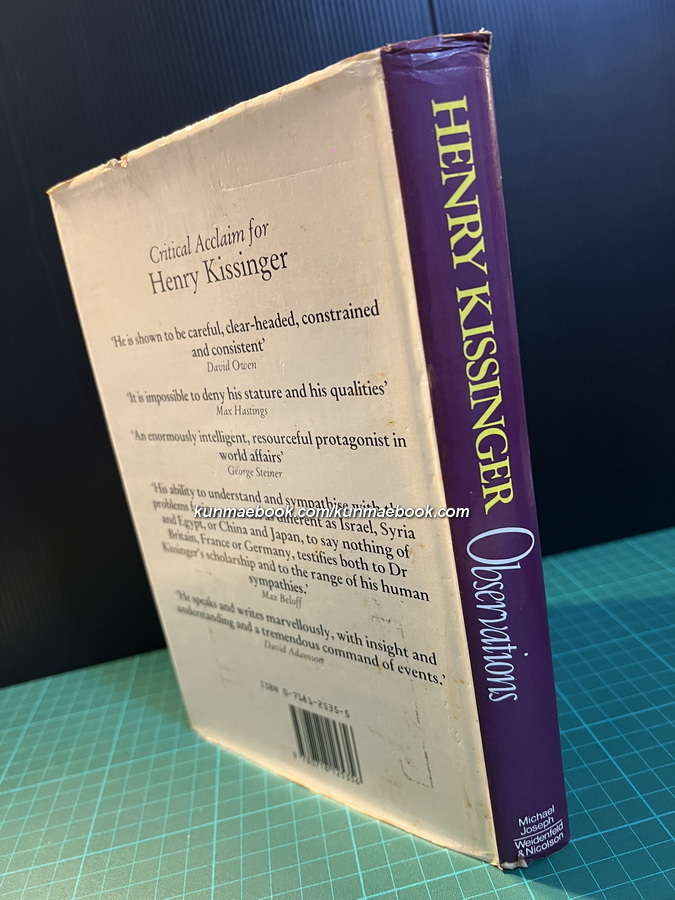 Critical Acclaim for
Henry Kissinger
'He is shown to be careful, clear-headed, constrained
and consistent'
David Owen
'It is impossible to deny his stature and his qualities'
Max Hastings
'An enormously intelligent, resourceful protagonist in
world affairs'
George Steiner
'His ability to understand and sympathise with the
problems different as Israel, Syria
kunmaebook.com/kunmaebook.com
and Egypt, or China and Japan, to say nothing of
Britain, France or Germany, testifies both to Dr
Kissinger's scholarship and to the range of his human
sympathies.'
Max Beloff
'He speaks and writes marvellously, with insight and
understanding and a tremendous command of events.'
David Adamson
ISBN 0-7181-2535-5
HENRY KISSINGER
Observations
Michael
Joseph
Weidenfeld
& Nicolson